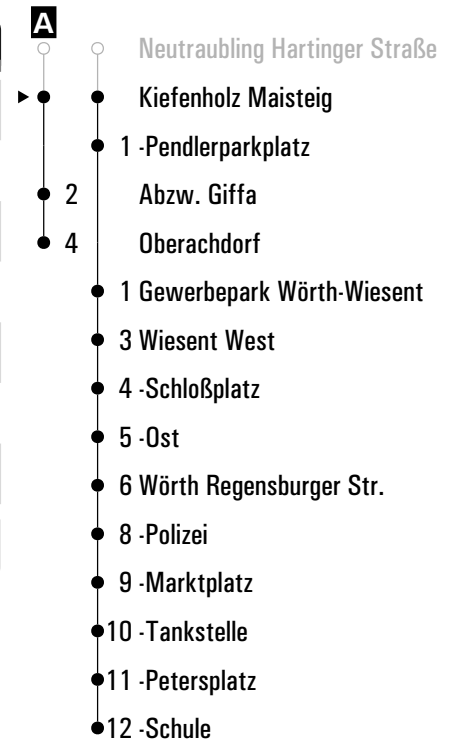 A
Neutraubling Hartinger Straße
Kiefenholz Maisteig
1 -Pendlerparkplatz
2 Abzw. Giffa
4 Oberachdorf
1 Gewerbepark Wörth-Wiesent
3 Wiesent West
4 -Schloßplatz
5 -Ost
6 Wörth Regensburger Str.
8 -Polizei
9 -Marktplatz
10 -Tankstelle
11 -Petersplatz
12 -Schule